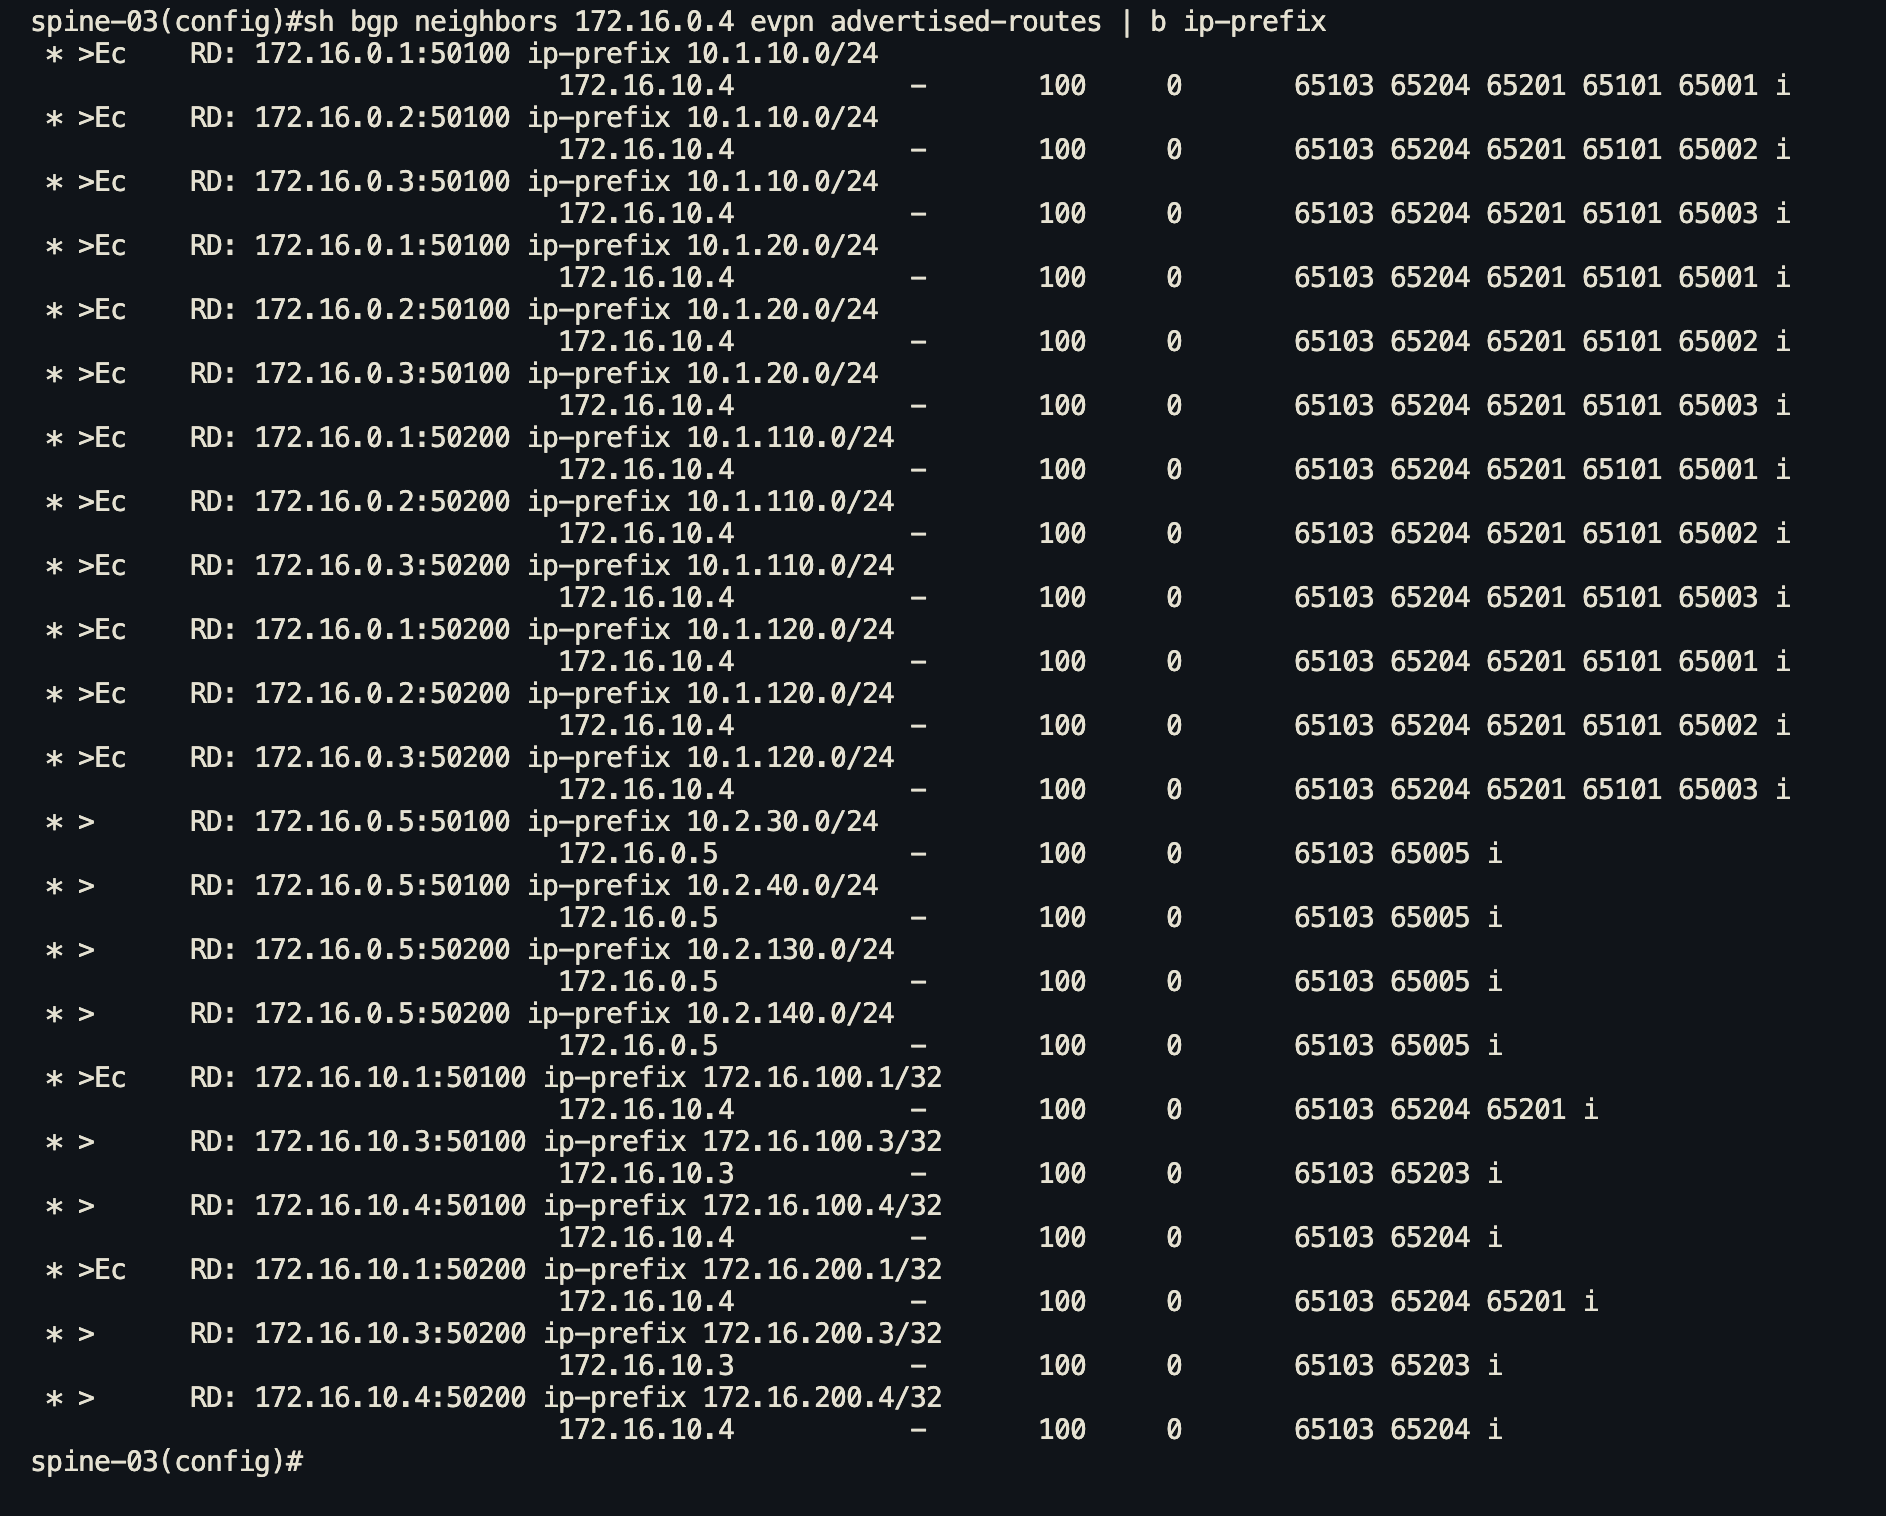 spine-03(config)#sh bgp neighbors 172.16.0.4 evpn advertised-routes | b ip-prefix
* >Ec RD: 172.16.0.1:50100 ip-prefix 10.1.10.0/24
172.16.10.4 - 100 0 65103 65204 65201 65101 65001 i
* >Ec RD: 172.16.0.2:50100 ip-prefix 10.1.10.0/24
172.16.10.4 - 100 0 65103 65204 65201 65101 65002 i
* >Ec RD: 172.16.0.3:50100 ip-prefix 10.1.10.0/24
172.16.10.4 - 100 0 65103 65204 65201 65101 65003 i
* >Ec RD: 172.16.0.1:50100 ip-prefix 10.1.20.0/24
172.16.10.4 - 100 0 65103 65204 65201 65101 65001 i
* >Ec RD: 172.16.0.2:50100 ip-prefix 10.1.20.0/24
172.16.10.4 - 100 0 65103 65204 65201 65101 65002 i
* >Ec RD: 172.16.0.3:50100 ip-prefix 10.1.20.0/24
172.16.10.4 - 100 0 65103 65204 65201 65101 65003 i
* >Ec RD: 172.16.0.1:50200 ip-prefix 10.1.110.0/24
172.16.10.4 - 100 0 65103 65204 65201 65101 65001 i
* >Ec RD: 172.16.0.2:50200 ip-prefix 10.1.110.0/24
172.16.10.4 - 100 0 65103 65204 65201 65101 65002 i
* >Ec RD: 172.16.0.3:50200 ip-prefix 10.1.110.0/24
172.16.10.4 - 100 0 65103 65204 65201 65101 65003 i
* >Ec RD: 172.16.0.1:50200 ip-prefix 10.1.120.0/24
172.16.10.4 - 100 0 65103 65204 65201 65101 65001 i
* >Ec RD: 172.16.0.2:50200 ip-prefix 10.1.120.0/24
172.16.10.4 - 100 0 65103 65204 65201 65101 65002 i
* >Ec RD: 172.16.0.3:50200 ip-prefix 10.1.120.0/24
172.16.10.4 - 100 0 65103 65204 65201 65101 65003 i
* > RD: 172.16.0.5:50100 ip-prefix 10.2.30.0/24
172.16.0.5 - 100 0 65103 65005 i
* > RD: 172.16.0.5:50100 ip-prefix 10.2.40.0/24
172.16.0.5 - 100 0 65103 65005 i
* > RD: 172.16.0.5:50200 ip-prefix 10.2.130.0/24
172.16.0.5 - 100 0 65103 65005 i
* > RD: 172.16.0.5:50200 ip-prefix 10.2.140.0/24
172.16.0.5 - 100 0 65103 65005 i
* >Ec RD: 172.16.10.1:50100 ip-prefix 172.16.100.1/32
172.16.10.4 - 100 0 65103 65204 65201 i
* > RD: 172.16.10.3:50100 ip-prefix 172.16.100.3/32
172.16.10.3 - 100 0 65103 65203 i
* > RD: 172.16.10.4:50100 ip-prefix 172.16.100.4/32
172.16.10.4 - 100 0 65103 65204 i
* >Ec RD: 172.16.10.1:50200 ip-prefix 172.16.200.1/32
172.16.10.4 - 100 0 65103 65204 65201 i
* > RD: 172.16.10.3:50200 ip-prefix 172.16.200.3/32
172.16.10.3 - 100 0 65103 65203 i
* > RD: 172.16.10.4:50200 ip-prefix 172.16.200.4/32
172.16.10.4 - 100 0 65103 65204 i
spine-03(config)#